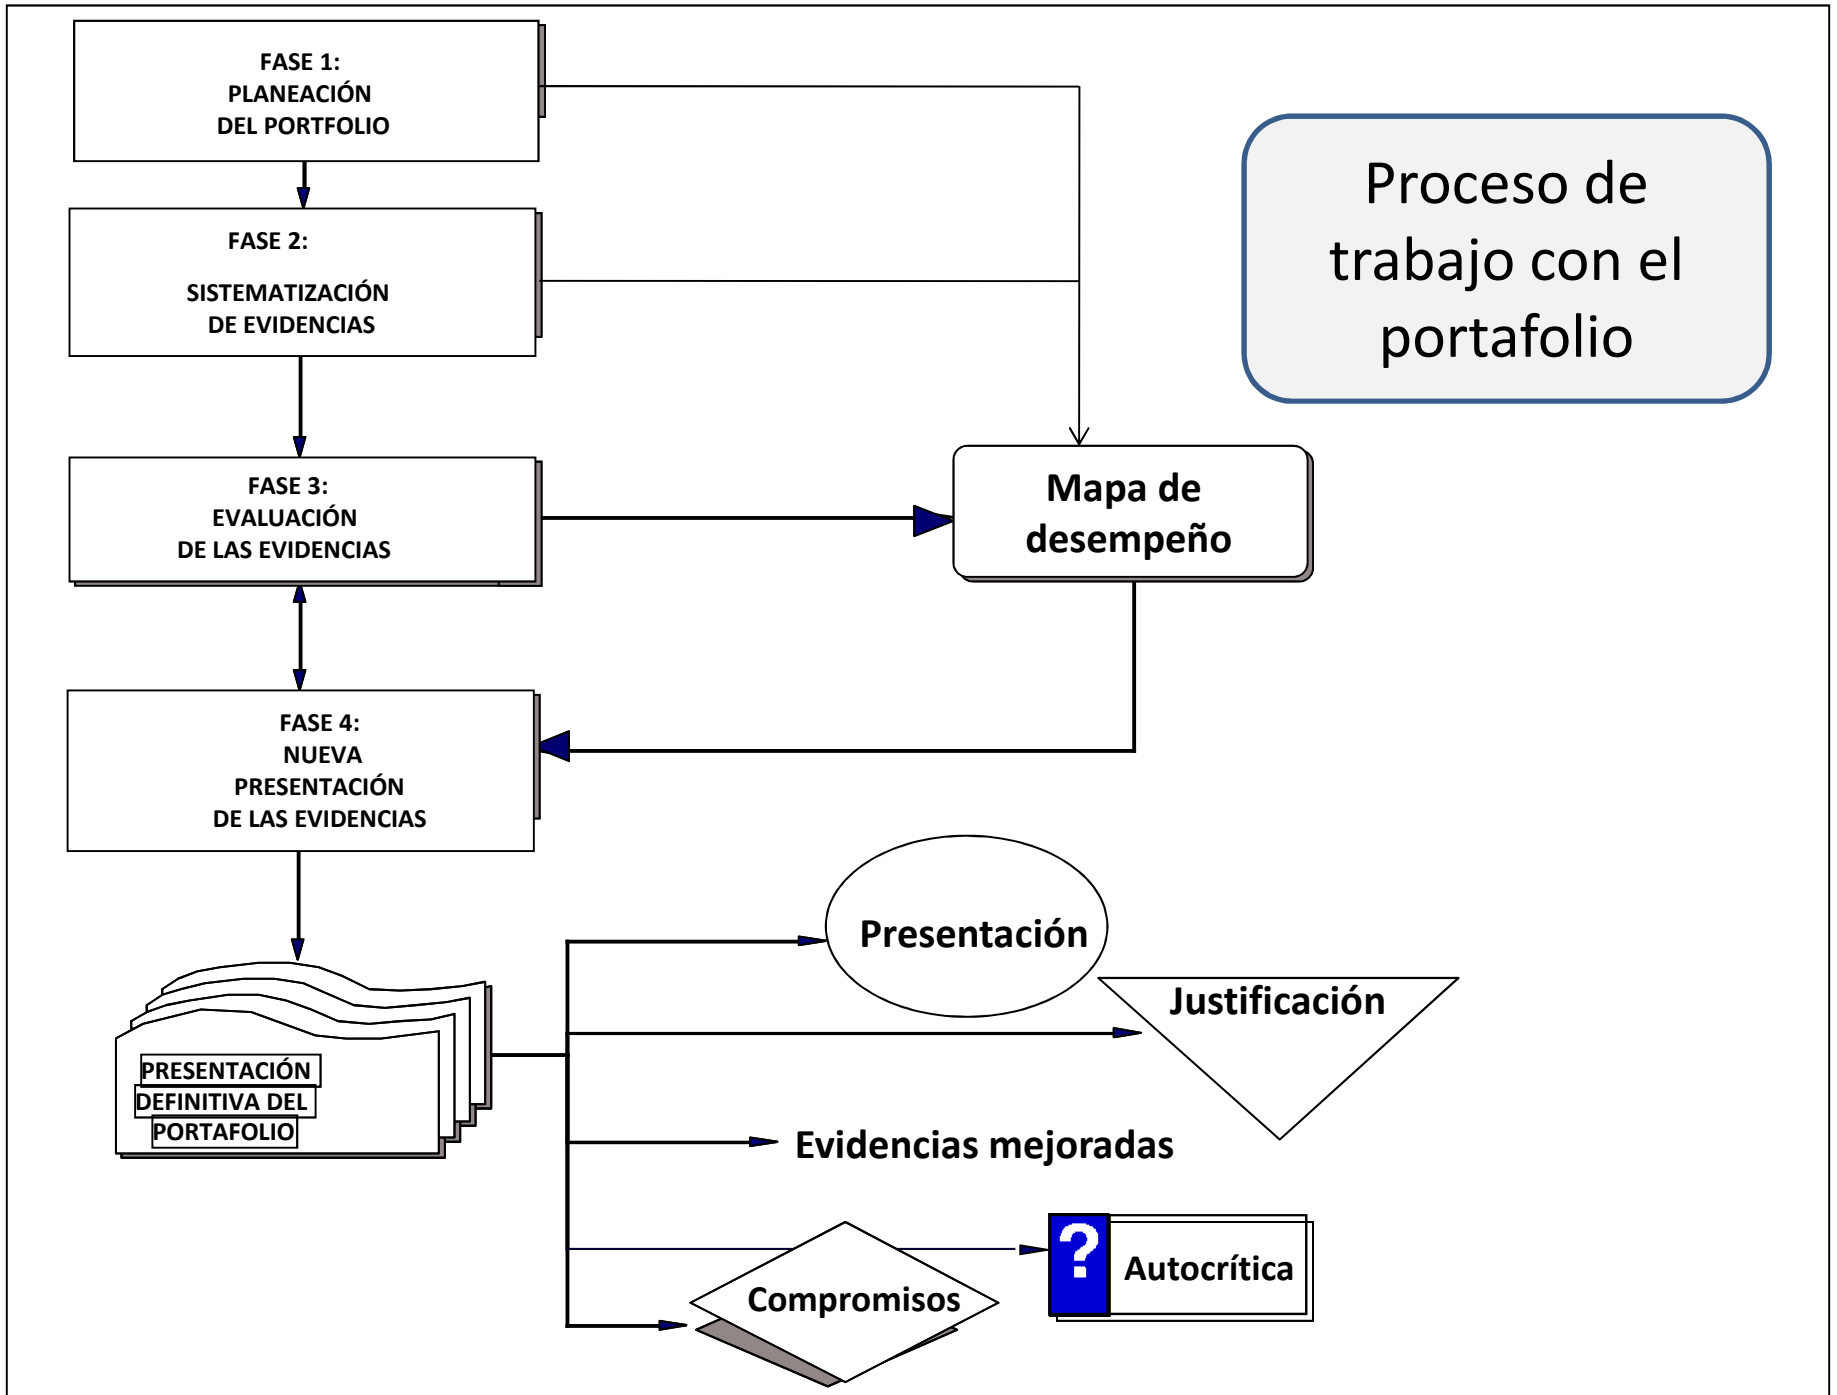 FASE 1:
PLANEACIÓN
DEL PORTFOLIO
Proceso de
trabajo con el
portafolio
FASE 2:
SISTEMATIZACIÓN
DE EVIDENCIAS
FASE 3:
EVALUACIÓN
DE LAS EVIDENCIAS
Mapa de
desempeño
FASE 4:
NUEVA
PRESENTACIÓN
DE LAS EVIDENCIAS
PRESENTACIÓN
DEFINITIVA DEL
PORTAFOLIO
Presentación
Justificación
Evidencias mejoradas
?
Autocrítica
Compromisos